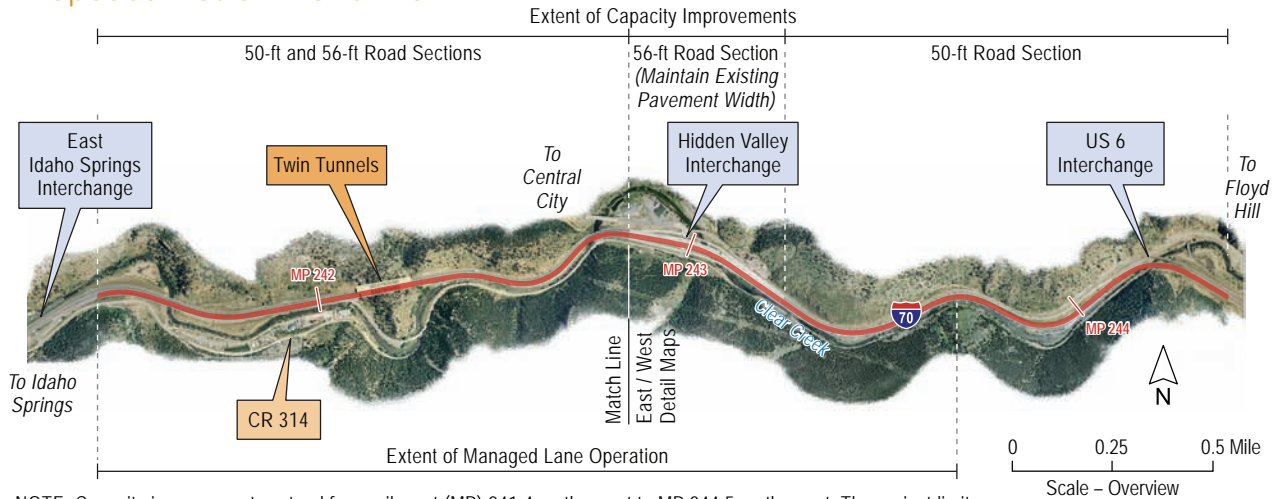 Extent of Capacity Improvements
50-ft and 56-ft Road Sections
56-ft Road Section
(Maintain Existing
Pavement Width)
50-ft Road Section
East
Idaho Springs
Interchange
Twin Tunnels
To
Central
City
Hidden Valley
Interchange
US 6
Interchange
To
Floyd
Hill
MP 242
MP 243
Clear Creek
70
MP 244
To Idaho
Springs
CR 314
Match Line
East / West
Detail Maps
N
Extent of Managed Lane Operation
0 0.25 0.5 Mile
Scale – Overview